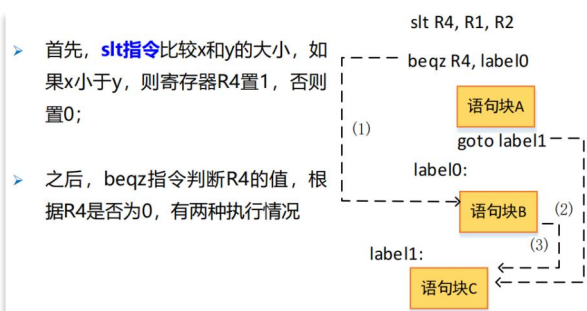 首先，slt指令比较x和y的大小，如
果x小于y，则寄存器R4置1，否则
置0；
之后，beqz指令判断R4的值，根
据R4是否为0，有两种执行情况
slt R4, R1, R2
beqz R4, label0
语句块A
(1)
goto label1
label0:
语句块B
(2)
(3)
label1:
语句块C